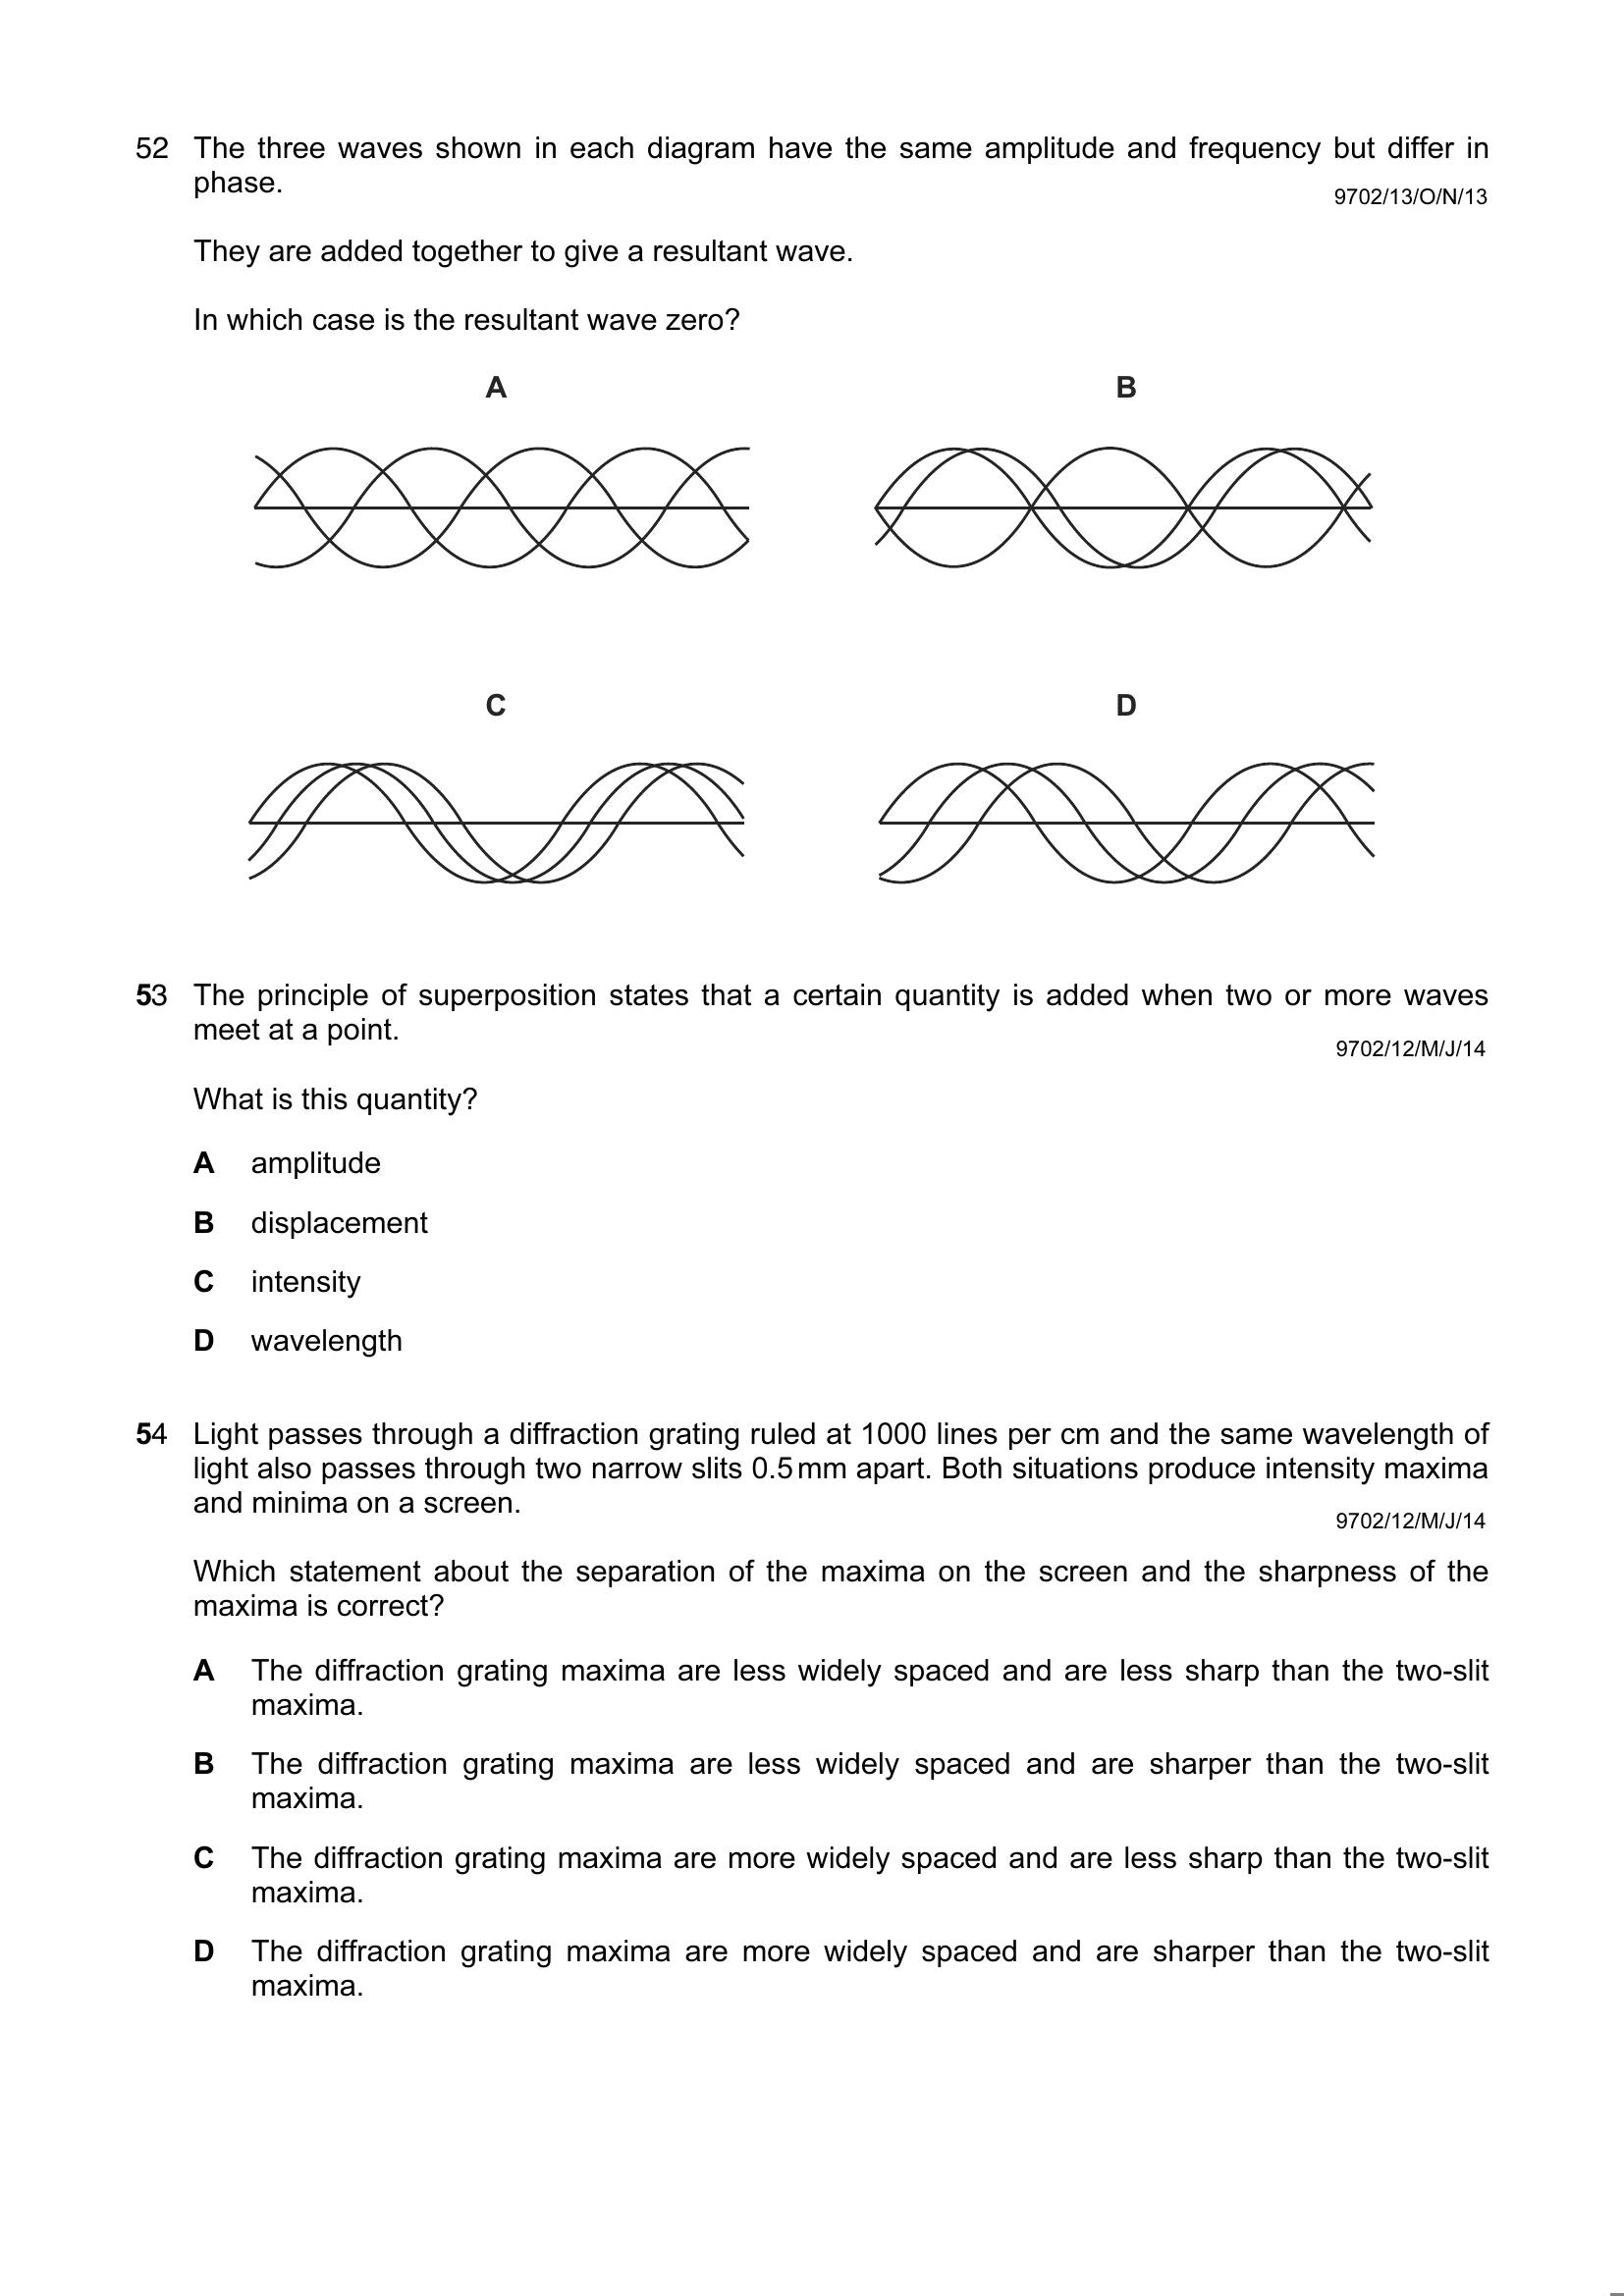 52 The three waves shown in each diagram have the same amplitude and frequency but differ in
phase.
9702/13/O/N/13
They are added together to give a resultant wave.
In which case is the resultant wave zero?
A B
C D
53 The principle of superposition states that a certain quantity is added when two or more waves
meet at a point.
9702/12/M/J/14
What is this quantity?
A amplitude
B displacement
C intensity
D wavelength
54 Light passes through a diffraction grating ruled at 1000 lines per cm and the same wavelength of
light also passes through two narrow slits 0.5 mm apart. Both situations produce intensity maxima
and minima on a screen.
9702/12/M/J/14
Which statement about the separation of the maxima on the screen and the sharpness of the
maxima is correct?
A The diffraction grating maxima are less widely spaced and are less sharp than the two-slit
maxima.
B The diffraction grating maxima are less widely spaced and are sharper than the two-slit
maxima.
C The diffraction grating maxima are more widely spaced and are less sharp than the two-slit
maxima.
D The diffraction grating maxima are more widely spaced and are sharper than the two-slit
maxima.